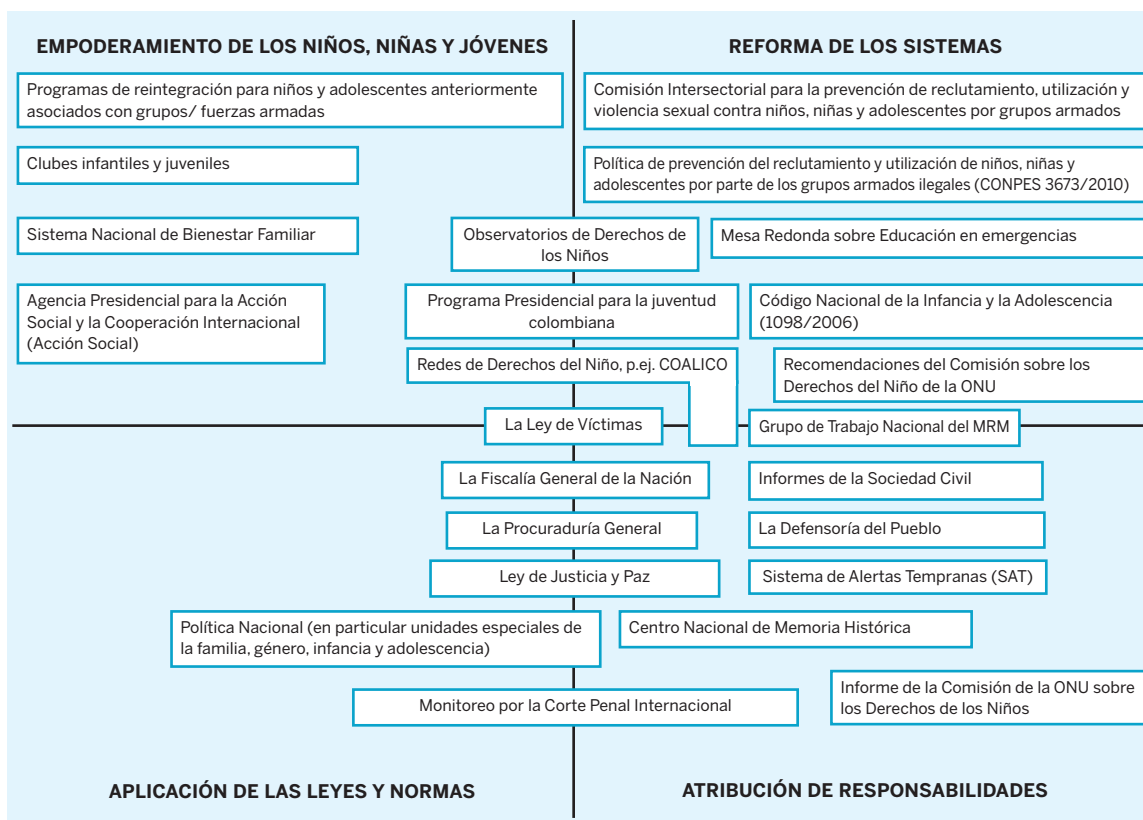 EMPODERAMIENTO DE LOS NIÑOS, NIÑAS Y JÓVENES
REFORMA DE LOS SISTEMAS
Programas de reintegración para niños y adolescentes anteriormente
asociados con grupos/ fuerzas armadas
Comisión Intersectorial para la prevención de reclutamiento, utilización y
violencia sexual contra niños, niñas y adolescentes por grupos armados
Clubes infantiles y juveniles
Política de prevención del reclutamiento y utilización de niños, niñas y
adolescentes por parte de los grupos armados ilegales (CONPES 3673/2010)
Sistema Nacional de Bienestar Familiar
Observatorios de Derechos de
los Niños
Mesa Redonda sobre Educación en emergencias
Agencia Presidencial para la Acción
Social y la Cooperación Internacional
(Acción Social)
Programa Presidencial para la juventud
colombiana
Código Nacional de la Infancia y la Adolescencia
(1098/2006)
Redes de Derechos del Niño, p.ej. COALICO
Recomendaciones del Comisión sobre los
Derechos del Niño de la ONU
La Ley de Víctimas
Grupo de Trabajo Nacional del MRM
La Fiscalía General de la Nación
Informes de la Sociedad Civil
La Procuraduría General
La Defensoría del Pueblo
Ley de Justicia y Paz
Sistema de Alertas Tempranas (SAT)
Política Nacional (en particular unidades especiales de
la familia, género, infancia y adolescencia)
Centro Nacional de Memoria Histórica
Monitoreo por la Corte Penal Internacional
Informe de la Comisión de la ONU sobre
los Derechos de los Niños
APLICACIÓN DE LAS LEYES Y NORMAS
ATRIBUCIÓN DE RESPONSABILIDADES